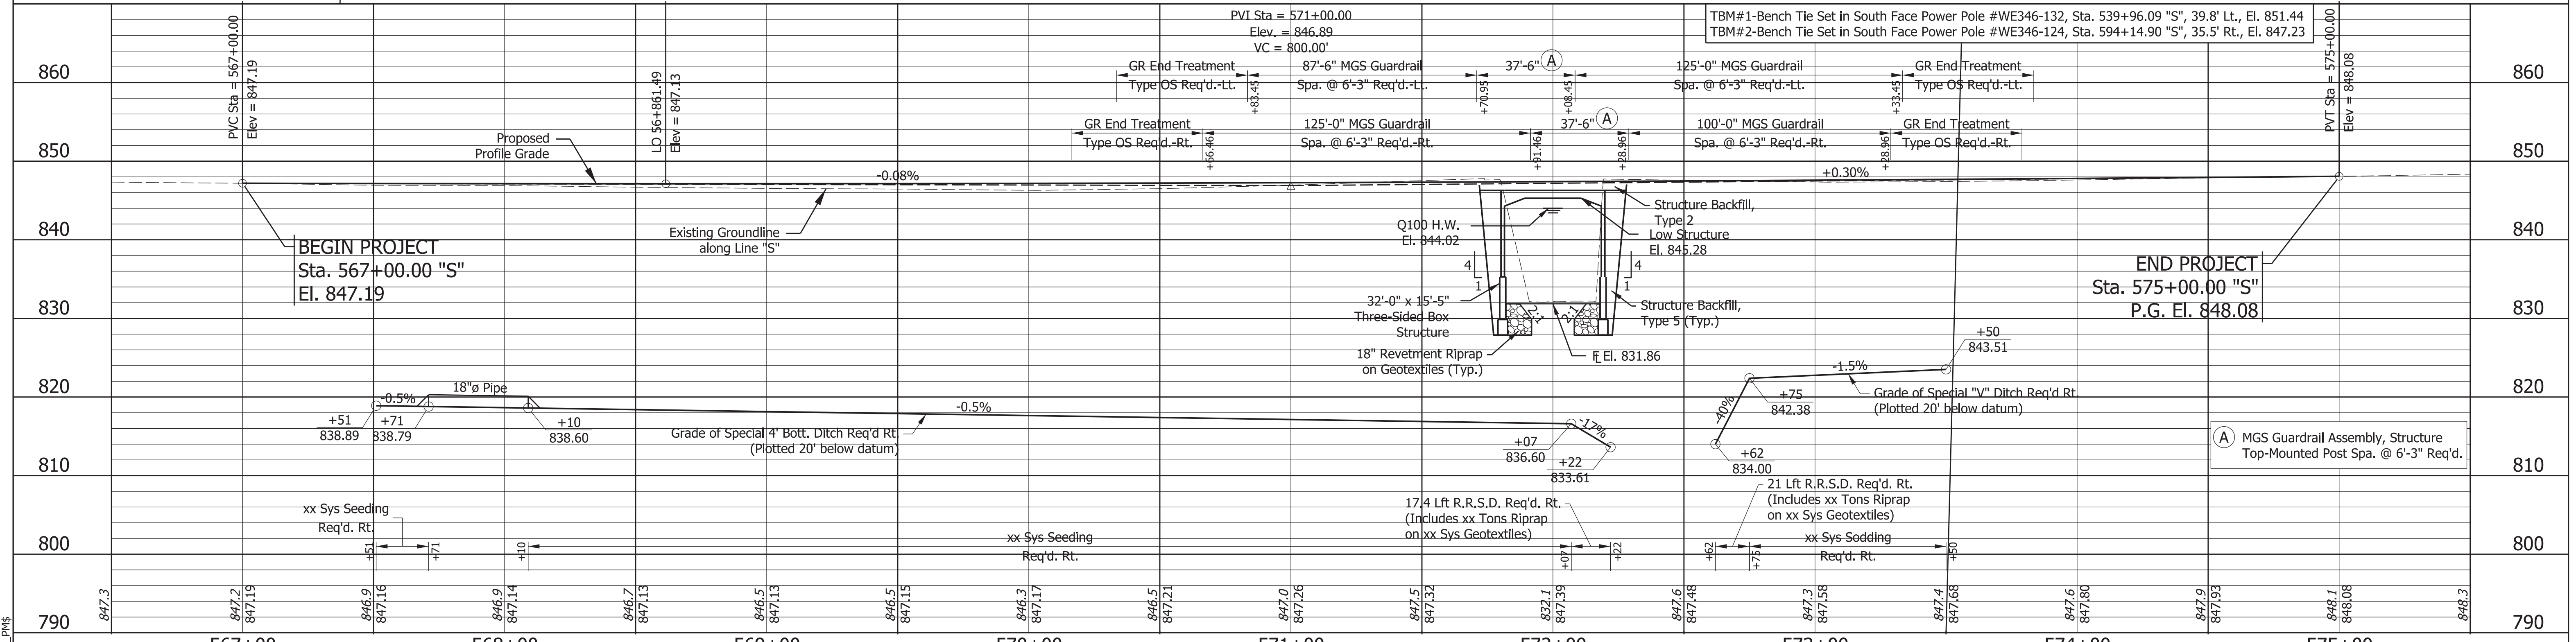 PVC Sta = 567+00.00
Elev = 847.19
LO 56+861.49
Elev = 847.13
PVI Sta = 571+00.00
Elev. = 846.89
VC = 800.00'
TBM#1-Bench Tie Set in South Face Power Pole #WE346-132, Sta. 539+96.09 "S", 39.8' Lt., El. 851.44
TBM#2-Bench Tie Set in South Face Power Pole #WE346-124, Sta. 594+14.90 "S", 35.5' Rt., El. 847.23
PVT Sta = 575+00.00
Elev = 848.08
860
GR End Treatment
Type OS Req'd.-Lt.
+83.45
87'-6" MGS Guardrail
Spa. @ 6'-3" Req'd.-Lt.
+70.95
37'-6"
A
+08.45
125'-0" MGS Guardrail
Spa. @ 6'-3" Req'd.-Lt.
+33.45
GR End Treatment
Type OS Req'd.-Lt.
860
GR End Treatment
Type OS Req'd.-Rt.
+66.46
125'-0" MGS Guardrail
Spa. @ 6'-3" Req'd.-Rt.
+91.46
37'-6"
A
+28.96
100'-0" MGS Guardrail
Spa. @ 6'-3" Req'd.-Rt.
+28.96
GR End Treatment
Type OS Req'd.-Rt.
850
Proposed
Profile Grade
850
-0.08%
+0.30%
840
BEGIN PROJECT
Sta. 567+00.00 "S"
El. 847.19
Existing Groundline
along Line "S"
Q100 H.W.
El. 844.02
Structure Backfill,
Type 2
Low Structure
El. 845.28
4
1
4
1
840
END PROJECT
Sta. 575+00.00 "S"
P.G. El. 848.08
830
32'-0" x 15'-5"
Three-Sided Box
Structure
2:1
2:1
Structure Backfill,
Type 5 (Typ.)
830
18" Revetment Riprap
on Geotextiles (Typ.)
FL El. 831.86
+50
843.51
820
-0.5%
18"ø Pipe
-0.5%
-1.5%
820
+51
838.89
+71
838.79
+10
838.60
Grade of Special 4' Bott. Ditch Req'd Rt.
(Plotted 20' below datum)
-17%
+07
836.60
+22
833.61
-40%
+75
842.38
Grade of Special "V" Ditch Req'd Rt.
(Plotted 20' below datum)
+62
834.00
A MGS Guardrail Assembly, Structure
Top-Mounted Post Spa. @ 6'-3" Req'd.
810
810
xx Sys Seeding
Req'd. Rt.
17.4 Lft R.R.S.D. Req'd. Rt.
(Includes xx Tons Riprap
on xx Sys Geotextiles)
21 Lft R.R.S.D. Req'd. Rt.
(Includes xx Tons Riprap
on xx Sys Geotextiles)
800
+51
+71
+10
xx Sys Seeding
Req'd. Rt.
+07
+22
+62
+75
xx Sys Sodding
Req'd. Rt.
+50
800
790
847.3
847.2
847.19
846.9
847.16
846.9
847.14
846.7
847.13
846.5
847.13
846.5
847.15
846.3
847.17
846.5
847.21
847.0
847.26
847.5
847.32
832.1
847.39
847.6
847.48
847.3
847.58
847.4
847.68
847.6
847.80
847.9
847.93
848.1
848.08
848.3
790
PM$